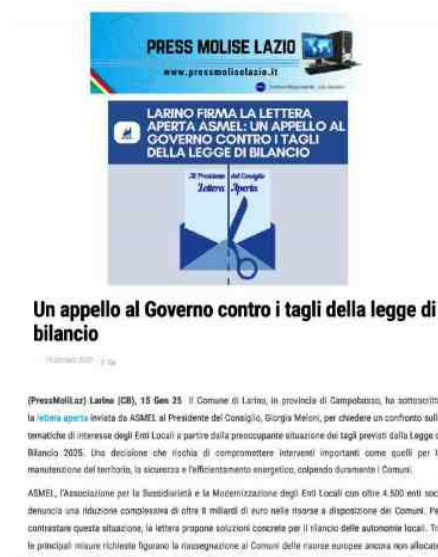 PRESS MOLISE LAZIO
www.pressmoliselazio.it
LARINO FIRMA LA LETTERA
APERTA ASMEL: UN APPELLO AL
GOVERNO CONTRO I TAGLI
DELLA LEGGE DI BILANCIO
Al Presidente del Consiglio
Lettera Aperta
Un appello al Governo contro i tagli della legge di
bilancio
15 Gennaio 2025
(PressMoliLaz) Larino (CB), 15 Gen 25 Il Comune di Larino, in provincia di Campobasso, ha sottoscritt
la lettera aperta inviata da ASMEL al Presidente del Consiglio, Giorgia Meloni, per chiedere un confronto sull
tematiche di interesse degli Enti Locali a partire dalla preoccupante situazione dei tagli previsti dalla Legge d
Bilancio 2025. Una decisione che rischia di compromettere interventi importanti come quelli per l
manutenzione del territorio, la sicurezza e l'efficientamento energetico, colpendo duramente i Comuni.
ASMEL, l'Associazione per la Sussidiarietà e la Modernizzazione degli Enti Locali con oltre 4.500 enti soc
denuncia una riduzione complessiva di oltre 8 miliardi di euro nelle risorse a disposizione dei Comuni. Pe
contrastare questa situazione, la lettera propone soluzioni concrete per il rilancio delle autonomie locali. Tr
le principali misure richieste figurano la riassegnazione ai Comuni delle risorse europee ancora non allocate